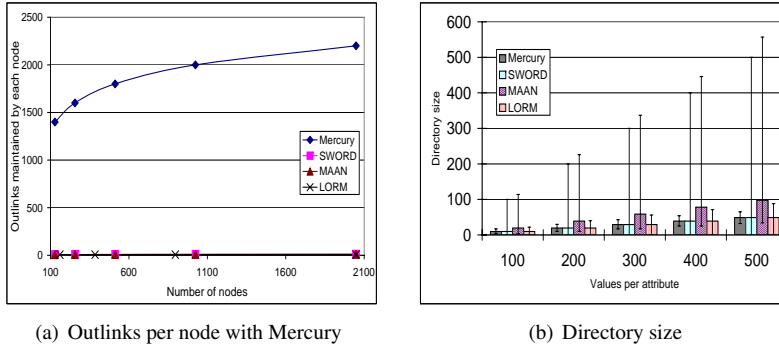 Outlinks maintained by each node
2500
2000
1500
1000
500
0
Mercury
SWORD
MAAN
LORM
100
600
1100
1600
2100
Number of nodes
(a) Outlinks per node with Mercury
Directory size
600
500
400
300
200
100
0
Mercury
SWORD
MAAN
LORM
100
200
300
400
500
Values per attribute
(b) Directory size